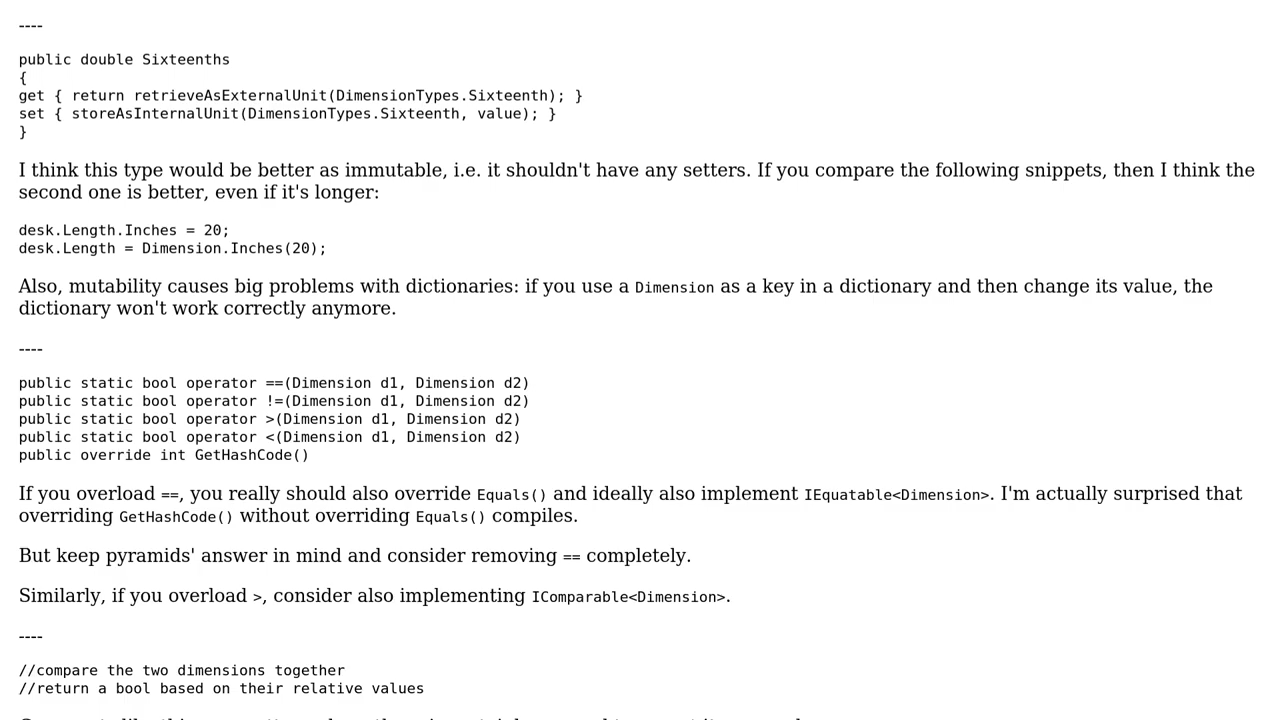 ----
public double Sixteenths
{
get { return retrieveAsExternalUnit(DimensionTypes.Sixteenth); }
set { storeAsInternalUnit(DimensionTypes.Sixteenth, value); }
}
I think this type would be better as immutable, i.e. it shouldn't have any setters. If you compare the following snippets, then I think the
second one is better, even if it's longer:
desk.Length.Inches = 20;
desk.Length = Dimension.Inches(20);
Also, mutability causes big problems with dictionaries: if you use a Dimension as a key in a dictionary and then change its value, the
dictionary won't work correctly anymore.
----
public static bool operator ==(Dimension d1, Dimension d2)
public static bool operator !=(Dimension d1, Dimension d2)
public static bool operator >(Dimension d1, Dimension d2)
public static bool operator <(Dimension d1, Dimension d2)
public override int GetHashCode()
If you overload ==, you really should also override Equals() and ideally also implement IEquatable<Dimension>. I'm actually surprised that
overriding GetHashCode() without overriding Equals() compiles.
But keep pyramids' answer in mind and consider removing == completely.
Similarly, if you overload >, consider also implementing IComparable<Dimension>.
----
//compare the two dimensions together
//return a bool based on their relative values